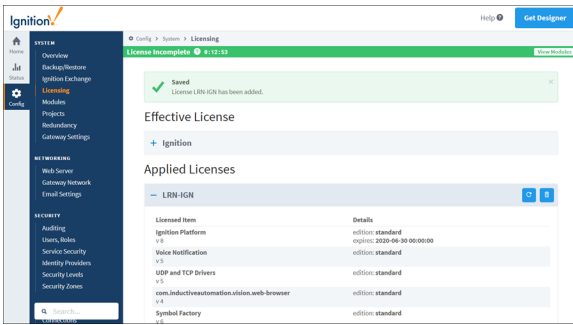 Ignition!
Help
Get Designer
Home
Status
Config
SYSTEM
Overview
Backup/Restore
Ignition Exchange
Licensing
Modules
Projects
Redundancy
Gateway Settings
NETWORKING
Web Server
Gateway Network
Email Settings
SECURITY
Auditing
Users, Roles
Service Security
Identity Providers
Security Levels
Security Zones
Search...
Connections
Config > System > Licensing
License Incomplete ? 0:12:53
View Modules
Saved
License LRN-IGN has been added.
Effective License
+ Ignition
Applied Licenses
− LRN-IGN
Licensed Item Details
Ignition Platform edition: standard
v 8 expires: 2020-06-30 00:00:00
Voice Notification edition: standard
v 5
UDP and TCP Drivers edition: standard
v 5
com.inductiveautomation.vision.web-browser edition: standard
v 4
Symbol Factory edition: standard
v 6